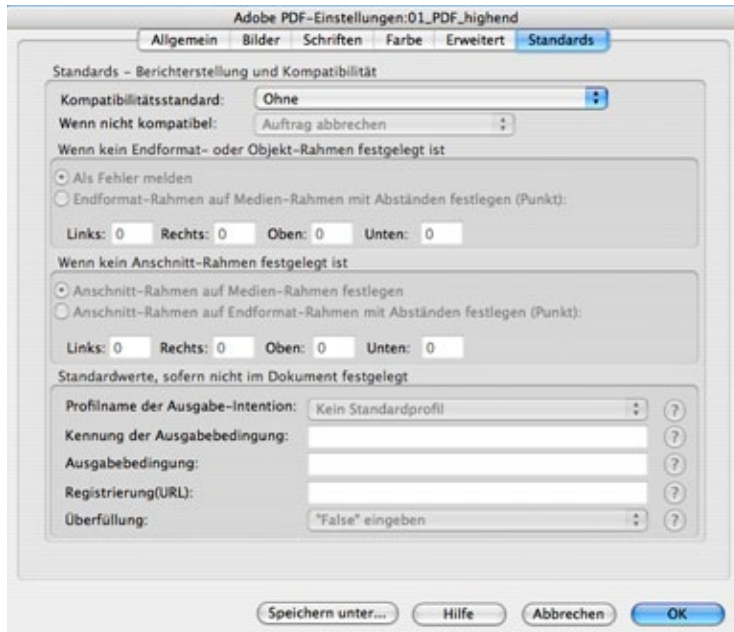 Adobe PDF-Einstellungen:01_PDF_highend
Allgemein Bilder Schriften Farbe Erweitert Standards
Standards – Berichterstellung und Kompatibilität
Kompatibilitätsstandard: Ohne
Wenn nicht kompatibel: Auftrag abbrechen
Wenn kein Endformat- oder Objekt-Rahmen festgelegt ist
Als Fehler melden
Endformat-Rahmen auf Medien-Rahmen mit Abständen festlegen (Punkt):
Links: 0 Rechts: 0 Oben: 0 Unten: 0
Wenn kein Anschnitt-Rahmen festgelegt ist
Anschnitt-Rahmen auf Medien-Rahmen festlegen
Anschnitt-Rahmen auf Endformat-Rahmen mit Abständen festlegen (Punkt):
Links: 0 Rechts: 0 Oben: 0 Unten: 0
Standardwerte, sofern nicht im Dokument festgelegt
Profilname der Ausgabe-Intention: Kein Standardprofil ?
Kennung der Ausgabebedingung: ?
Ausgabebedingung: ?
Registrierung(URL): ?
Überfüllung: "False" eingeben ?
Speichern unter... Hilfe Abbrechen OK